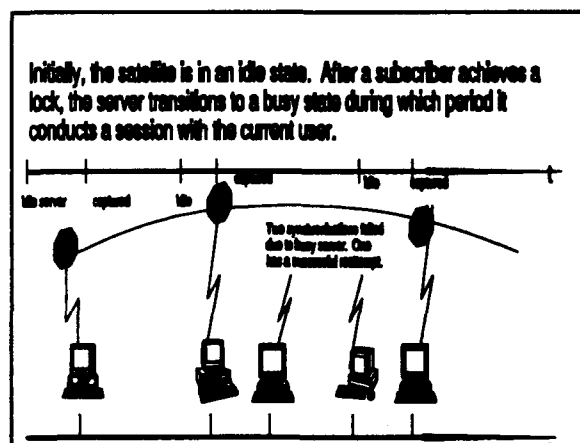 Initially, the satellite is in an idle state. After a subscriber achieves a
lock, the server transitions to a busy state during which period it
conducts a session with the current user.
captured
Idle
t
Idle server
captured
Idle
captured
Two synchronizations failed
due to busy server. One
has a successful reattempt.